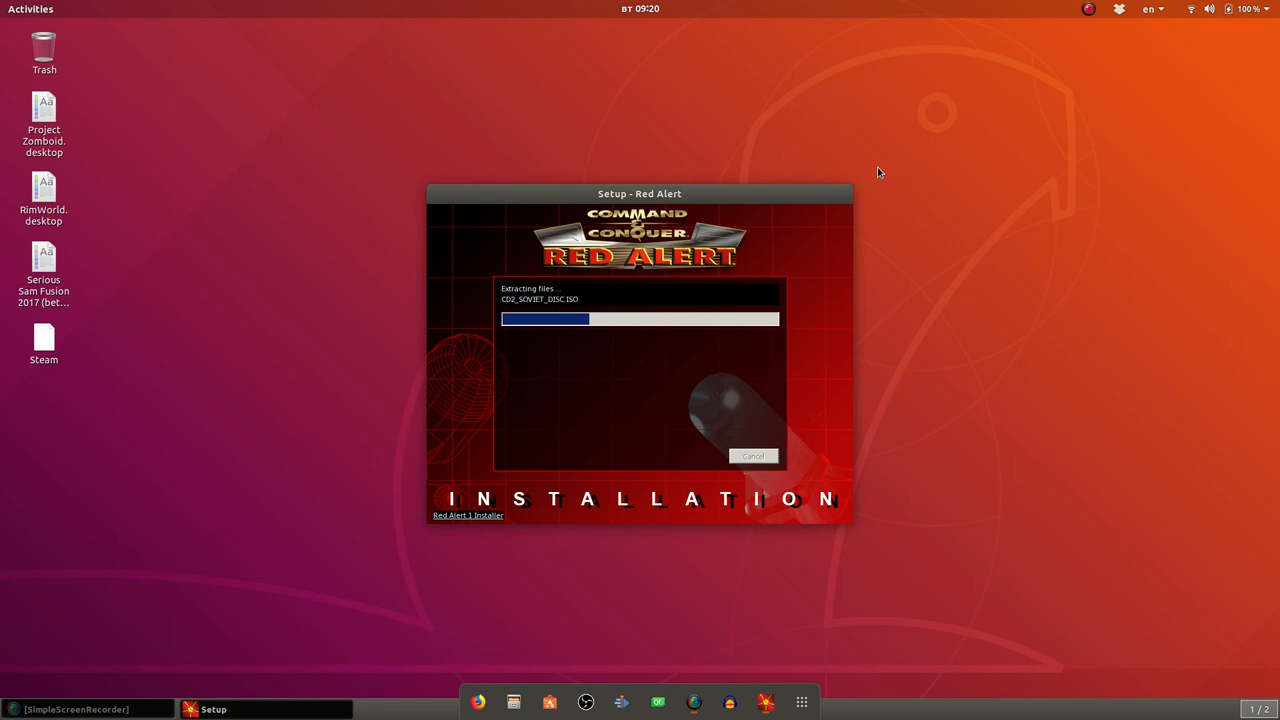 Activities
вт 09:20
en
100 %
Trash
Project
Zomboid.
desktop
RimWorld.
desktop
Serious
Sam Fusion
2017 (bet…
Steam
Setup - Red Alert
COMMAND
&
CONQUER
RED ALERT
Extracting files ...
CD2_SOVIET_DISC.ISO
Cancel
INSTALLATION
Red Alert 1 Installer
[SimpleScreenRecorder]
Setup
1 / 2